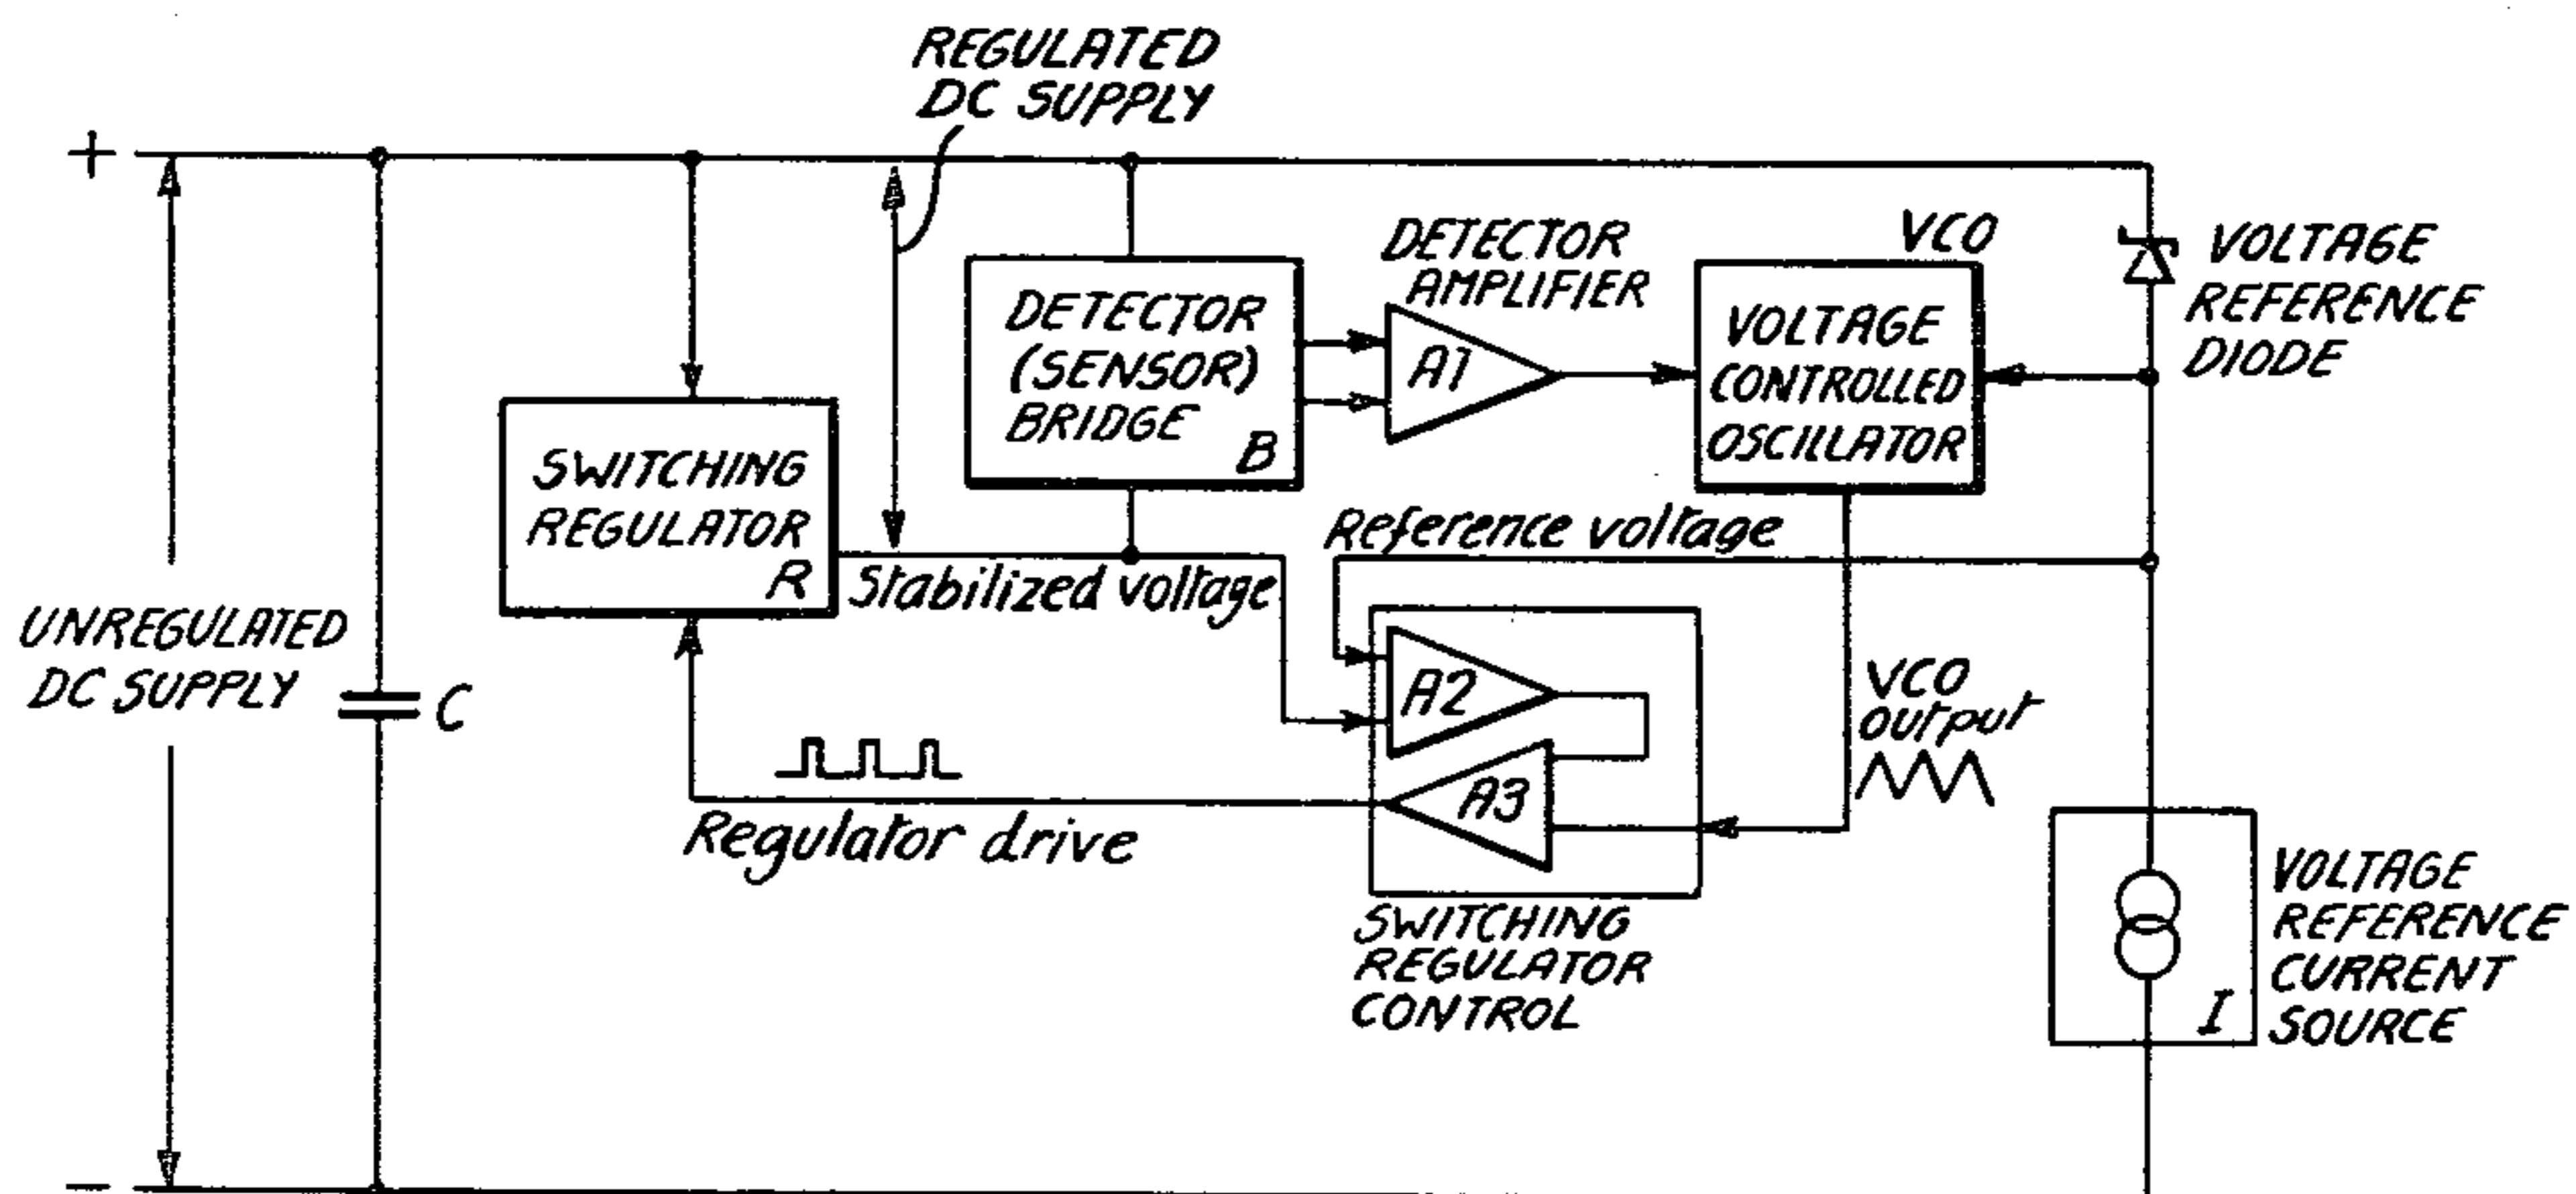 REGULATED
DC SUPPLY
+
DETECTOR
AMPLIFIER
VCO
VOLTAGE
REFERENCE
DIODE
DETECTOR
(SENSOR)
BRIDGE
B
A1
VOLTAGE
CONTROLLED
OSCILLATOR
SWITCHING
REGULATOR
R
Stabilized voltage
Reference voltage
UNREGULATED
DC SUPPLY
C
A2
A3
VCO
output
Regulator drive
SWITCHING
REGULATOR
CONTROL
I
VOLTAGE
REFERENCE
CURRENT
SOURCE
−